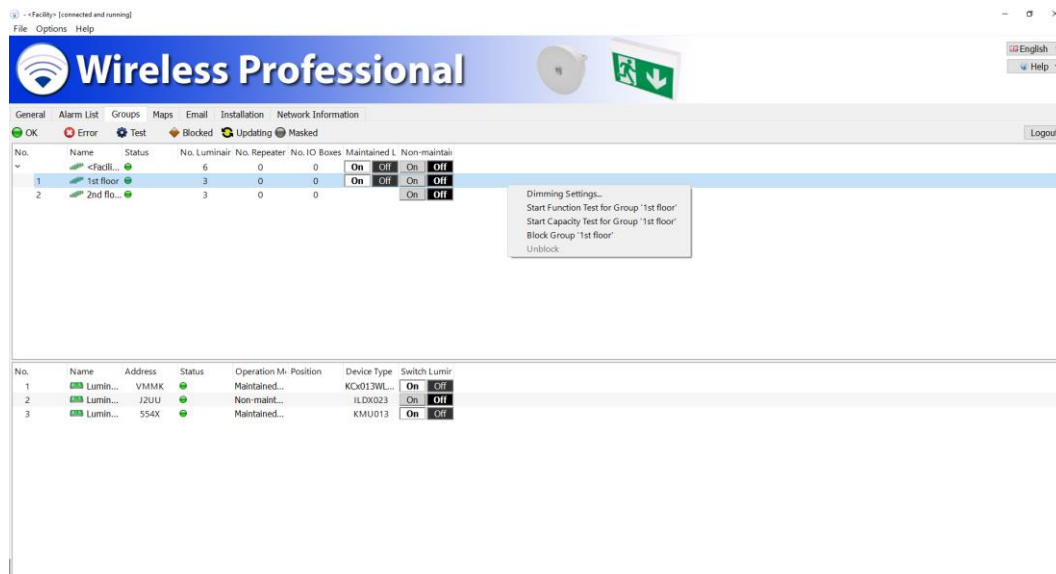 - <Facility> [connected and running]
File Options Help
Wireless Professional
English
Help
General Alarm List Groups Maps Email Installation Network Information
OK Error Test Blocked Updating Masked
Logout
No. Name Status No. Luminair No. Repeater No. IO Boxes Maintained L Non-maintai
<Facili... 6 0 0 On Off On Off
1 1st floor 3 0 0 On Off On Off
2 2nd flo... 3 0 0 On Off
Dimming Settings...
Start Function Test for Group '1st floor'
Start Capacity Test for Group '1st floor'
Block Group '1st floor'
Unblock
No. Name Address Status Operation M Position Device Type Switch Lumir
1 Lumin... VMMK Maintained... KCx013WL... On Off
2 Lumin... J2UU Non-maint... ILDX023 On Off
3 Lumin... 554X Maintained... KMU013 On Off